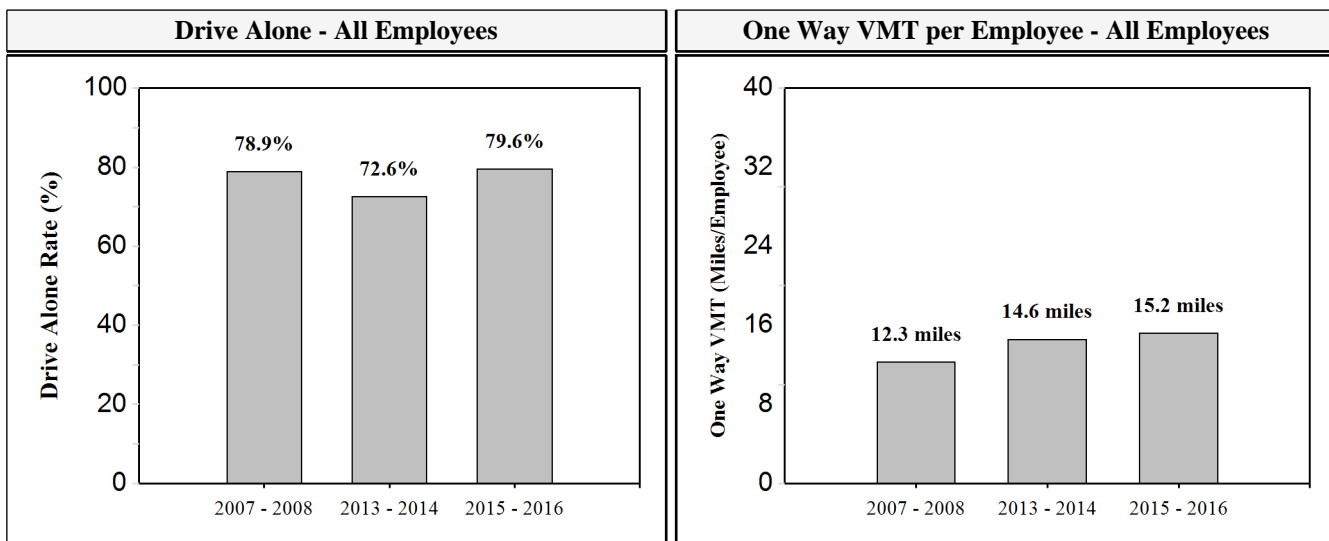 Drive Alone - All Employees
Drive Alone Rate (%)
100
80
60
40
20
0
78.9%
72.6%
79.6%
2007 - 2008
2013 - 2014
2015 - 2016
One Way VMT per Employee - All Employees
One Way VMT (Miles/Employee)
40
32
24
16
8
0
12.3 miles
14.6 miles
15.2 miles
2007 - 2008
2013 - 2014
2015 - 2016